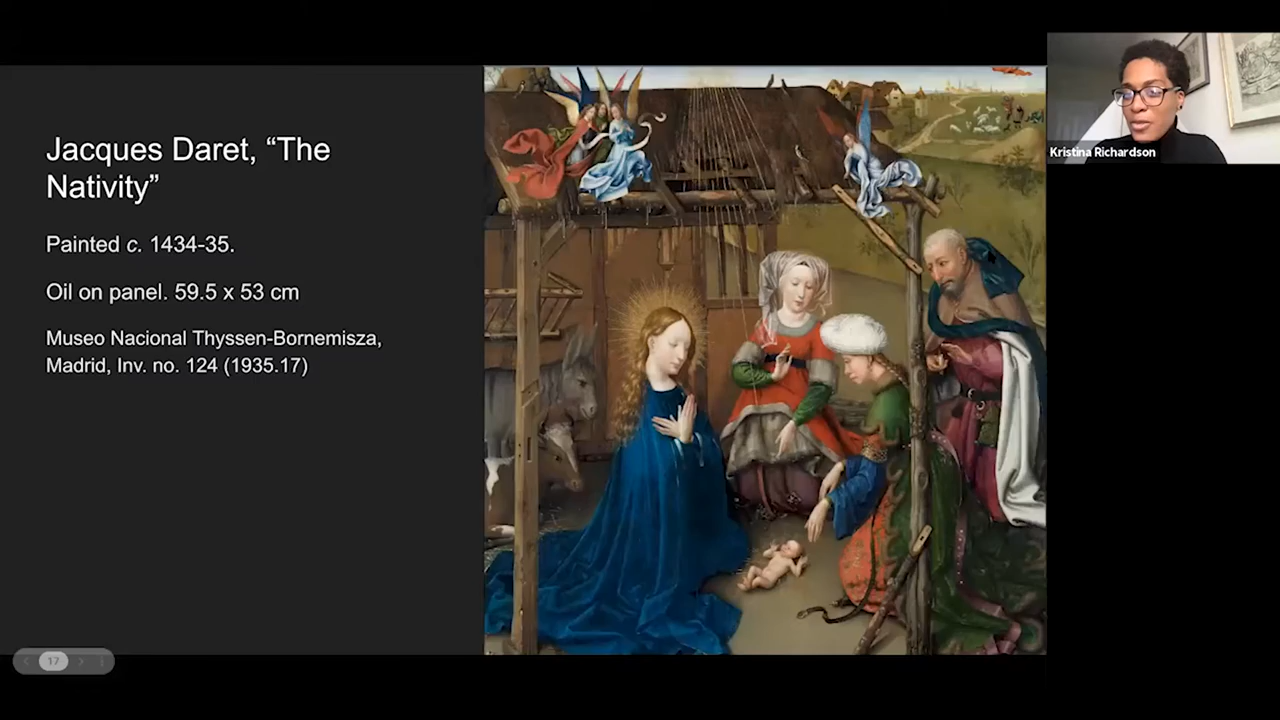 Jacques Daret, “The
Nativity”
Painted c. 1434-35.
Oil on panel. 59.5 x 53 cm
Museo Nacional Thyssen-Bornemisza,
Madrid, Inv. no. 124 (1935.17)
Kristina Richardson
17